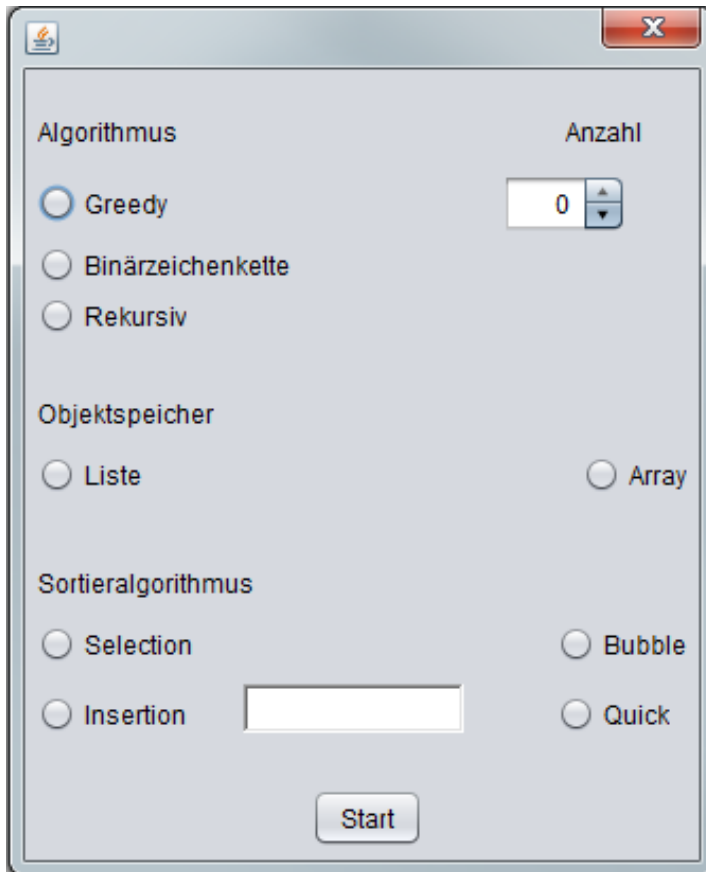 Algorithmus Anzahl
Greedy 0
Binärzeichenkette
Rekursiv
Objektspeicher
Liste Array
Sortieralgorithmus
Selection Bubble
Insertion Quick
Start